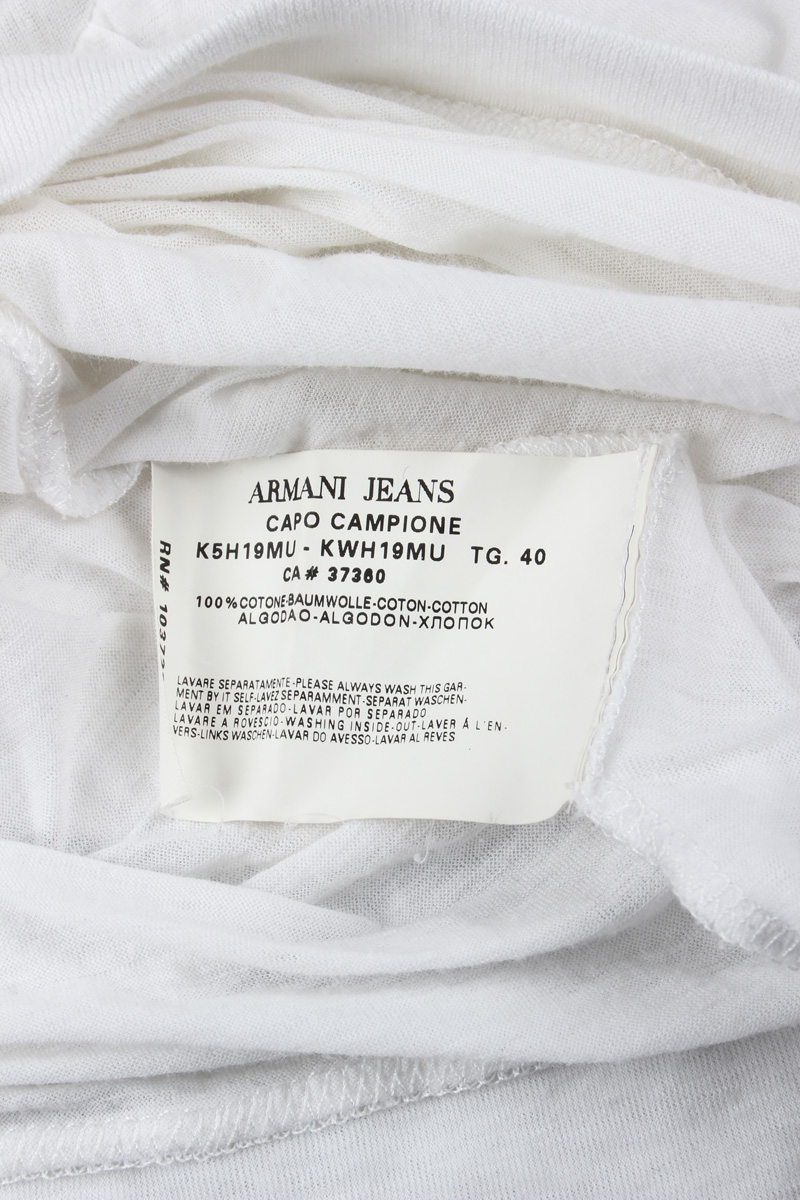 ARMANI JEANS
CAPO CAMPIONE
K5H19MU - KWH19MU TG. 40
CA# 37360
100%COTONE-BAUMWOLLE-COTON-COTTON
ALGODAO-ALGODON-ХЛОПОК
LAVARE SEPARATAMENTE-PLEASE ALWAYS WASH THIS GAR-
MENT BY IT SELF-LAVEZ SEPARAMMENT-SEPARAT WASCHEN-
LAVAR EM SEPARADO-LAVAR POR SEPARADO
LAVARE A ROVESCIO-WASHING INSIDE-OUT-LAVER Á L'EN-
VERS-LINKS WASCHEN-LAVAR DO AVESSO-LAVAR AL REVES
RN#